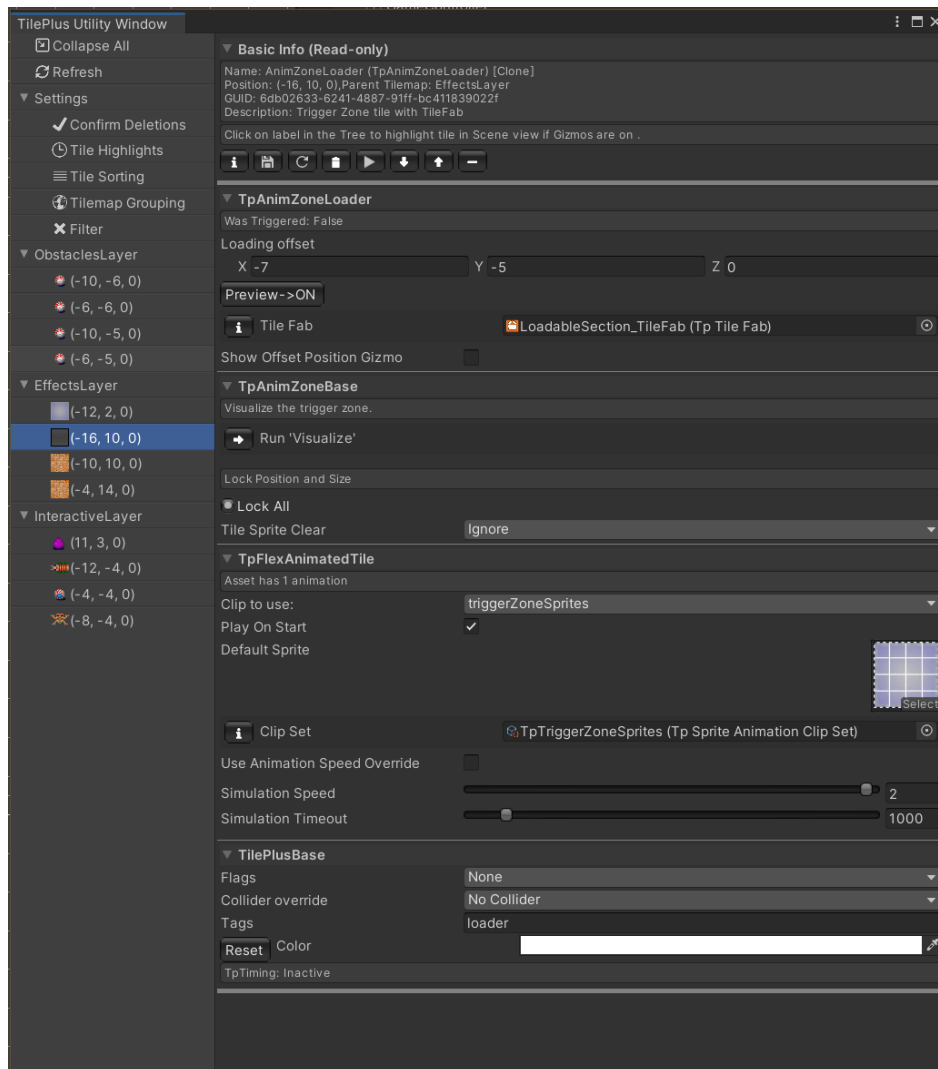 TilePlus Utility Window
Collapse All
Refresh
Settings
Confirm Deletions
Tile Highlights
Tile Sorting
Tilemap Grouping
Filter
ObstaclesLayer
(-10, -6, 0)
(-6, -6, 0)
(-10, -5, 0)
(-6, -5, 0)
EffectsLayer
(-12, 2, 0)
(-16, 10, 0)
(-10, 10, 0)
(-4, 14, 0)
InteractiveLayer
(11, 3, 0)
(-12, -4, 0)
(-4, -4, 0)
(-8, -4, 0)
Basic Info (Read-only)
Name: AnimZoneLoader (TpAnimZoneLoader) [Clone]
Position: (-16, 10, 0),Parent Tilemap: EffectsLayer
GUID: 6db02633-6241-4887-91ff-bc411839022f
Description: Trigger Zone tile with TileFab
Click on label in the Tree to highlight tile in Scene view if Gizmos are on .
TpAnimZoneLoader
Was Triggered: False
Loading offset
X -7 Y -5 Z 0
Preview->ON
Tile Fab LoadableSection_TileFab (Tp Tile Fab)
Show Offset Position Gizmo
TpAnimZoneBase
Visualize the trigger zone.
Run 'Visualize'
Lock Position and Size
Lock All
Tile Sprite Clear Ignore
TpFlexAnimatedTile
Asset has 1 animation
Clip to use: triggerZoneSprites
Play On Start
Default Sprite
Select
Clip Set TpTriggerZoneSprites (Tp Sprite Animation Clip Set)
Use Animation Speed Override
Simulation Speed 2
Simulation Timeout 1000
TilePlusBase
Flags None
Collider override No Collider
Tags loader
Reset Color
TpTiming: Inactive